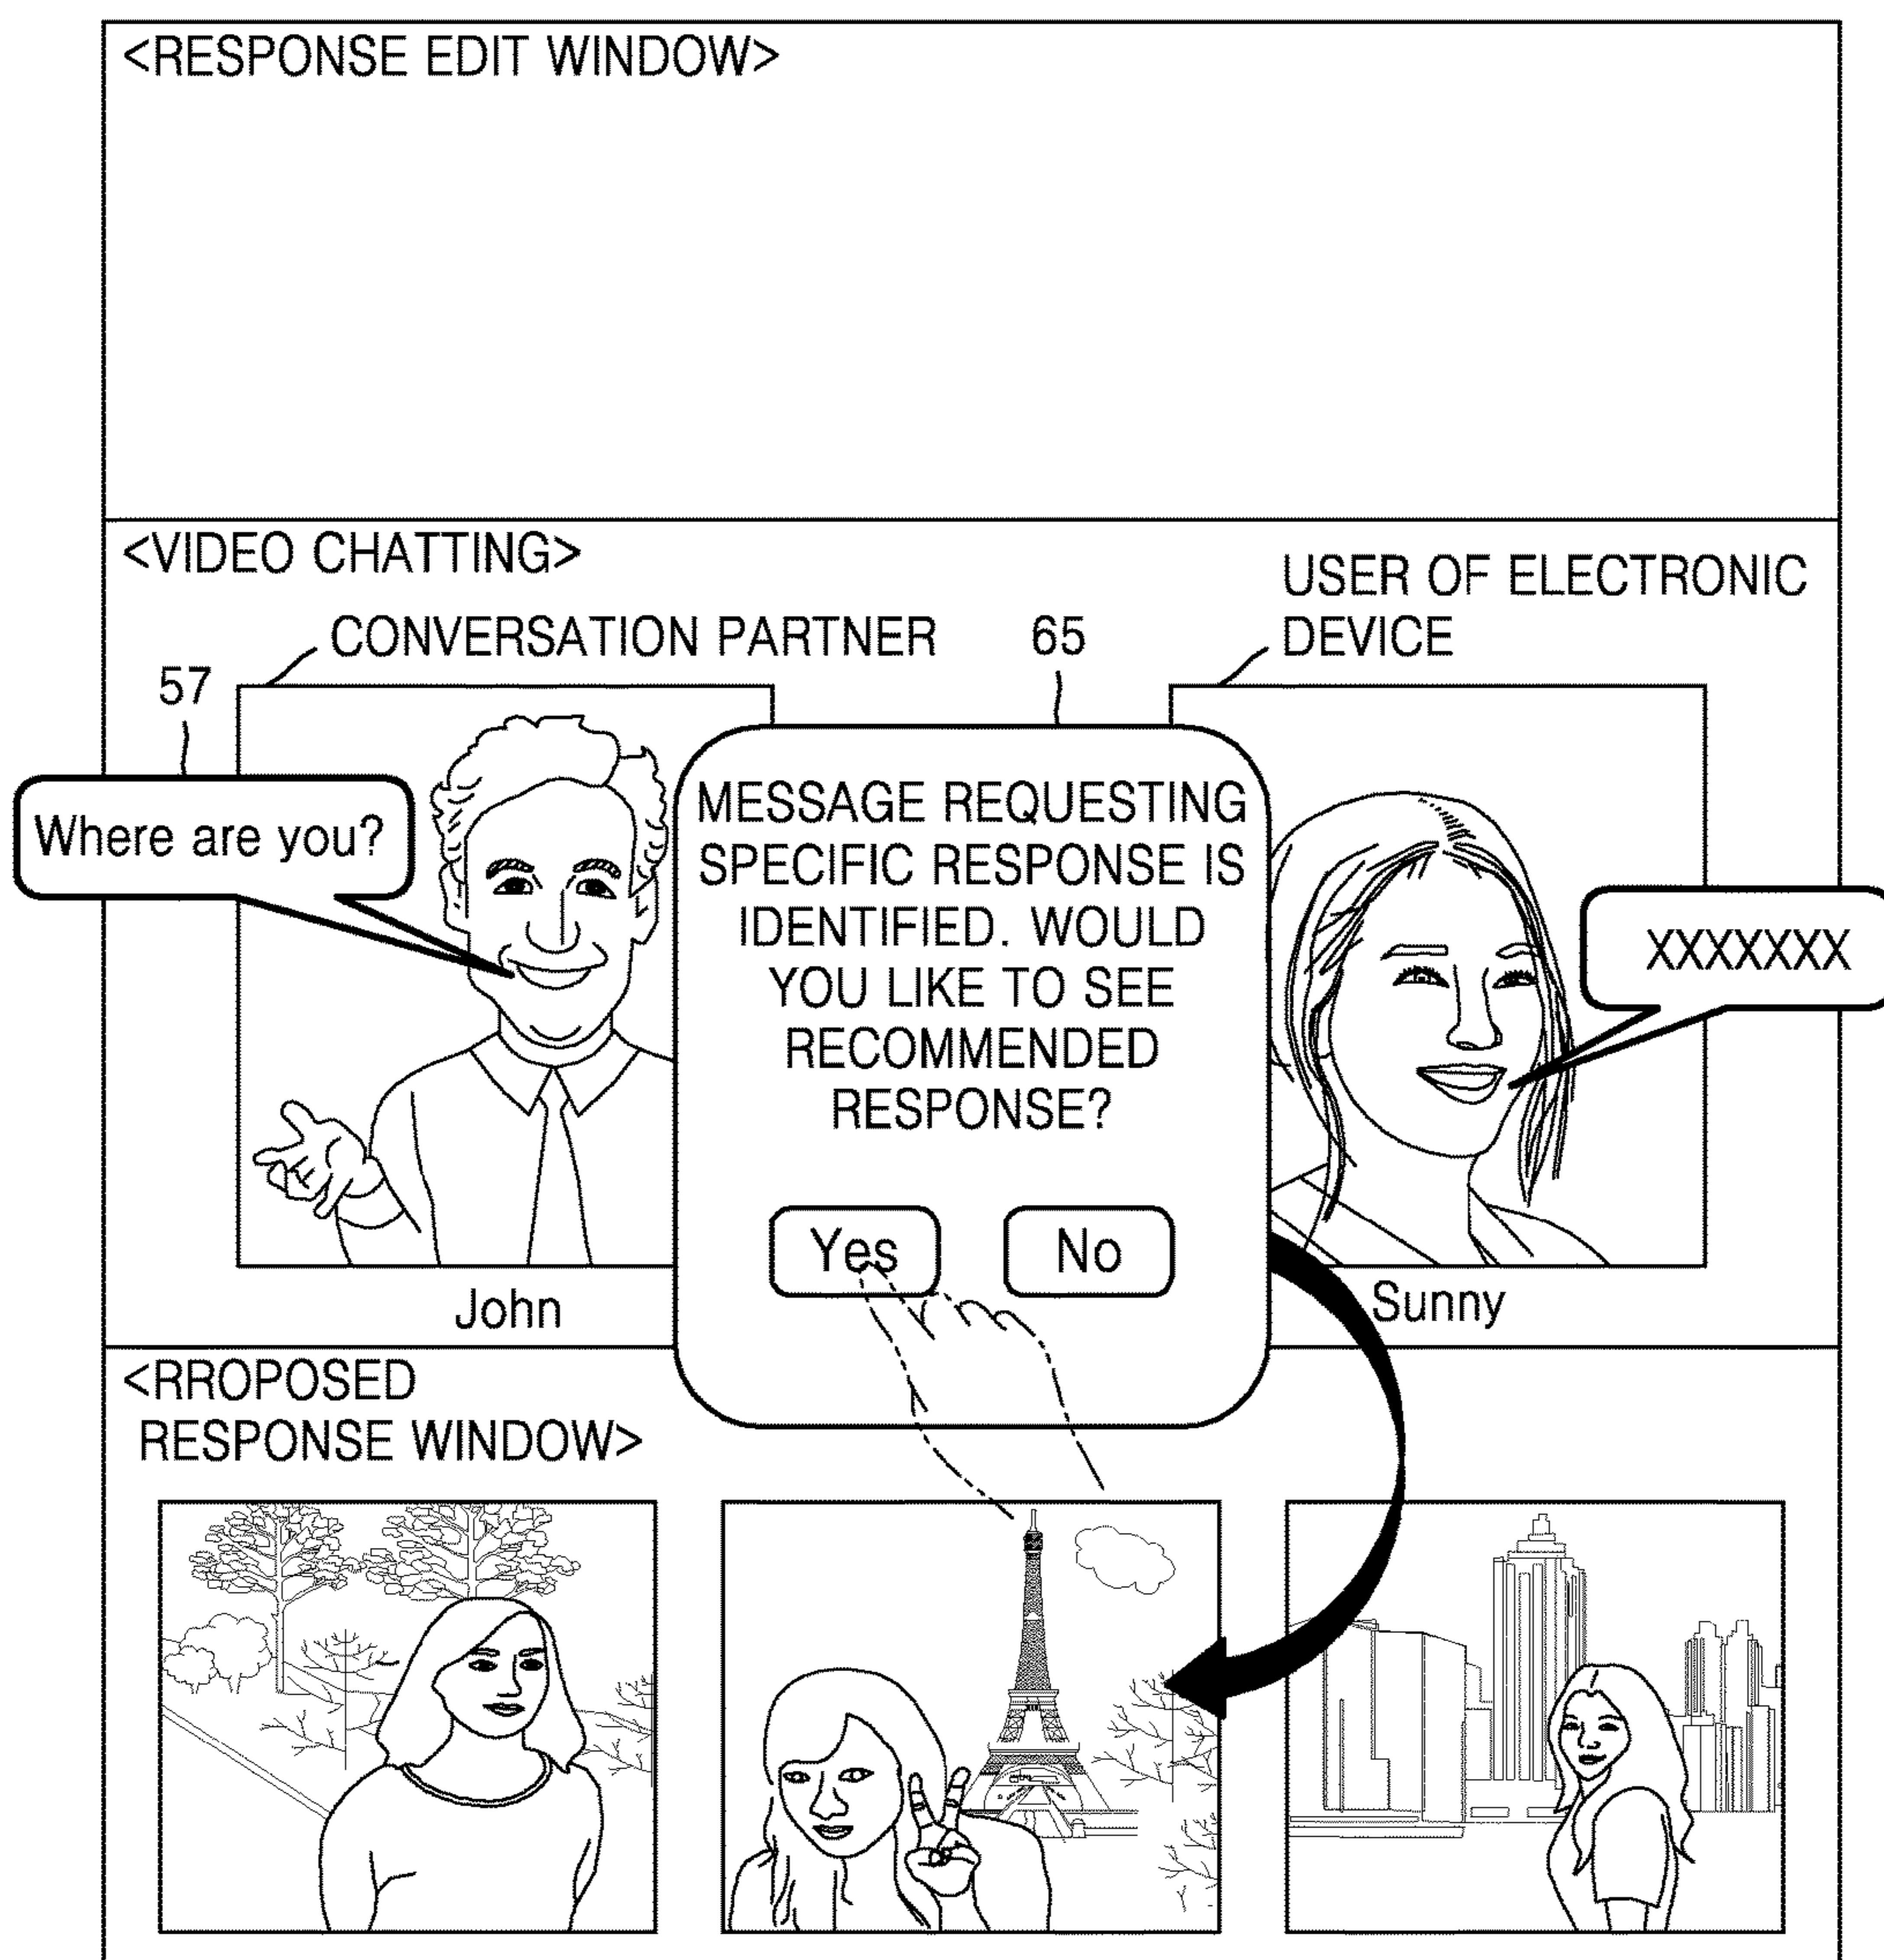 <RESPONSE EDIT WINDOW>
<VIDEO CHATTING>
USER OF ELECTRONIC
DEVICE
CONVERSATION PARTNER
65
57
Where are you?
MESSAGE REQUESTING
SPECIFIC RESPONSE IS
IDENTIFIED. WOULD
YOU LIKE TO SEE
RECOMMENDED
RESPONSE?
XXXXXXX
Yes
No
John
Sunny
<RROPOSED
RESPONSE WINDOW>